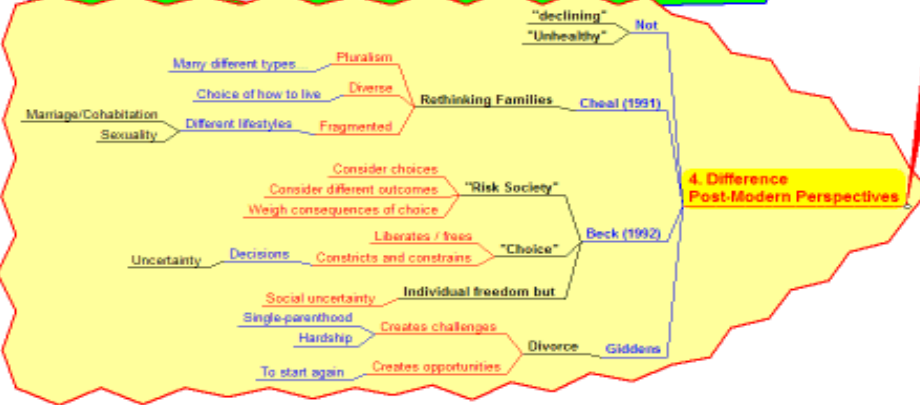 "declining"
"Unhealthy"
Not
Many different types...
Pluralism
Choice of how to live
Diverse
Marriage/Cohabitation
Sexuality
Different lifestyles
Fragmented
Rethinking Families
Cheal (1991)
4. Difference
Post-Modern Perspectives
Consider choices
Consider different outcomes
Weigh consequences of choice
"Risk Society"
Liberates / frees
Uncertainty
Decisions
Constricts and constrains
"Choice"
Beck (1992)
Social uncertainty
Individual freedom but
Single-parenthood
Hardship
Creates challenges
To start again
Creates opportunities
Divorce
Giddens